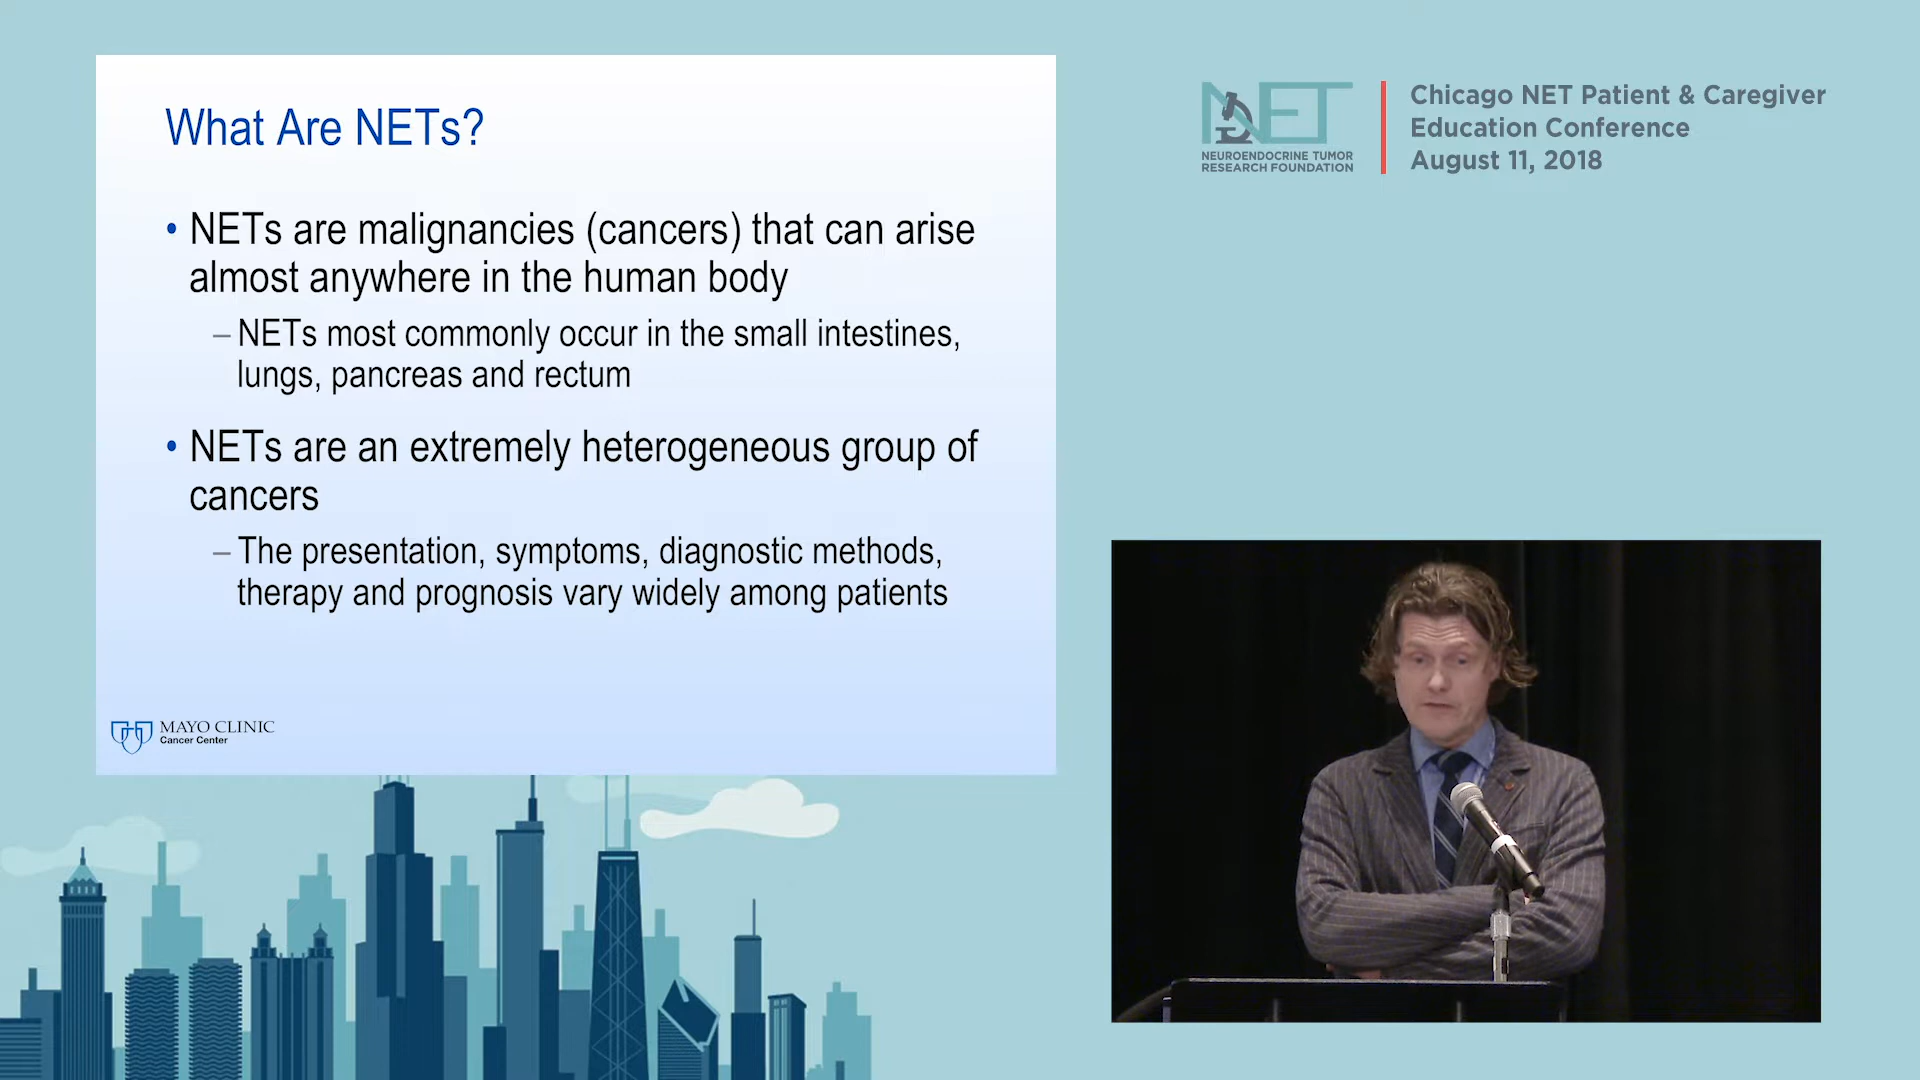 What Are NETs?
• NETs are malignancies (cancers) that can arise
almost anywhere in the human body
– NETs most commonly occur in the small intestines,
lungs, pancreas and rectum
• NETs are an extremely heterogeneous group of
cancers
– The presentation, symptoms, diagnostic methods,
therapy and prognosis vary widely among patients
MAYO CLINIC
Cancer Center
NET
NEUROENDOCRINE TUMOR
RESEARCH FOUNDATION
Chicago NET Patient & Caregiver
Education Conference
August 11, 2018